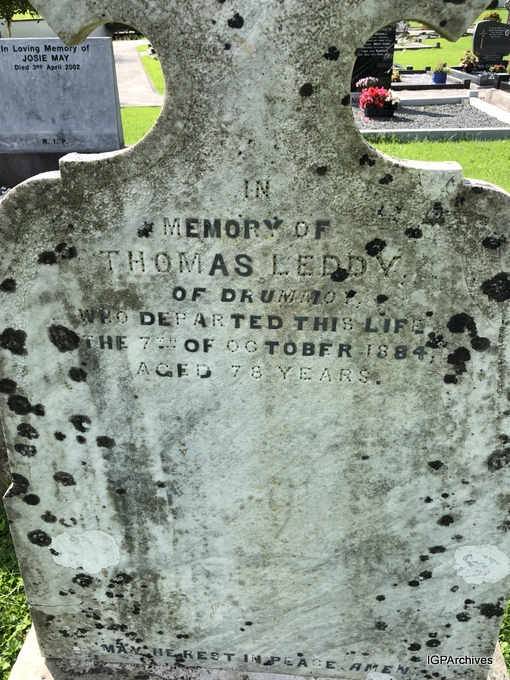 In Loving Memory of
JOSIE MAY
Died 3rd April 2002
R.I.P.
IN
MEMORY OF
THOMAS LEDDY,
OF DRUMMOY,
WHO DEPARTED THIS LIFE
THE 7TH OF OCTOBER 1884,
AGED 78 YEARS.
MAY HE REST IN PEACE. AMEN
IGPArchives